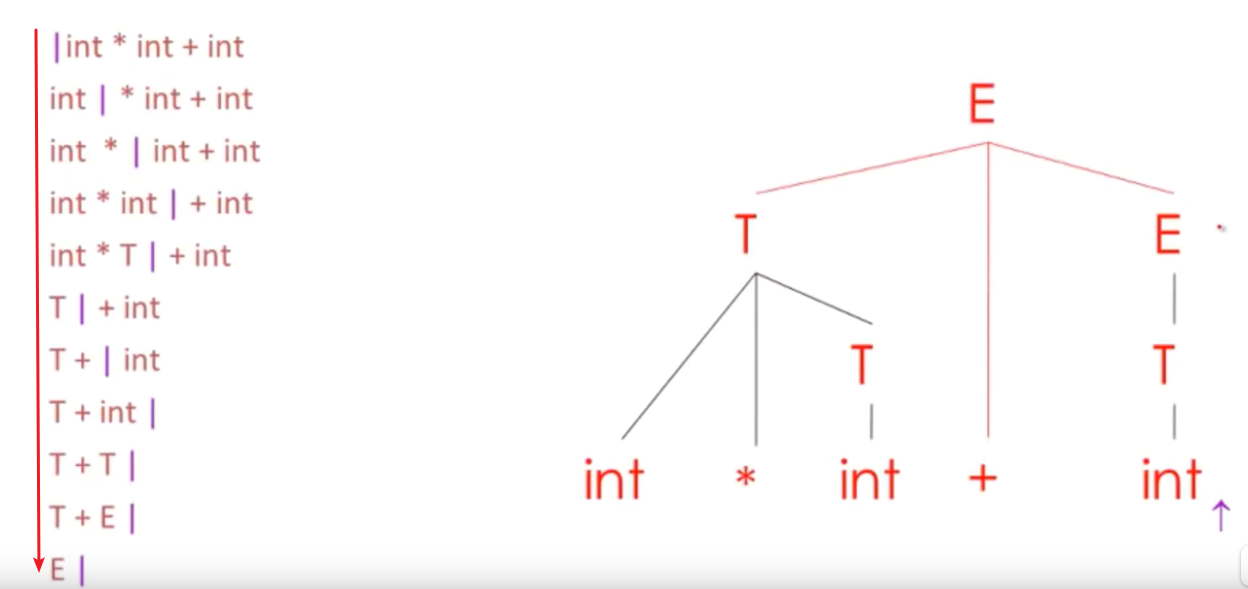 |int * int + int
int | * int + int
int * | int + int
int * int | + int
int * T | + int
T | + int
T + | int
T + int |
T + T |
T + E |
E |
E
T E
T T
int * int + int